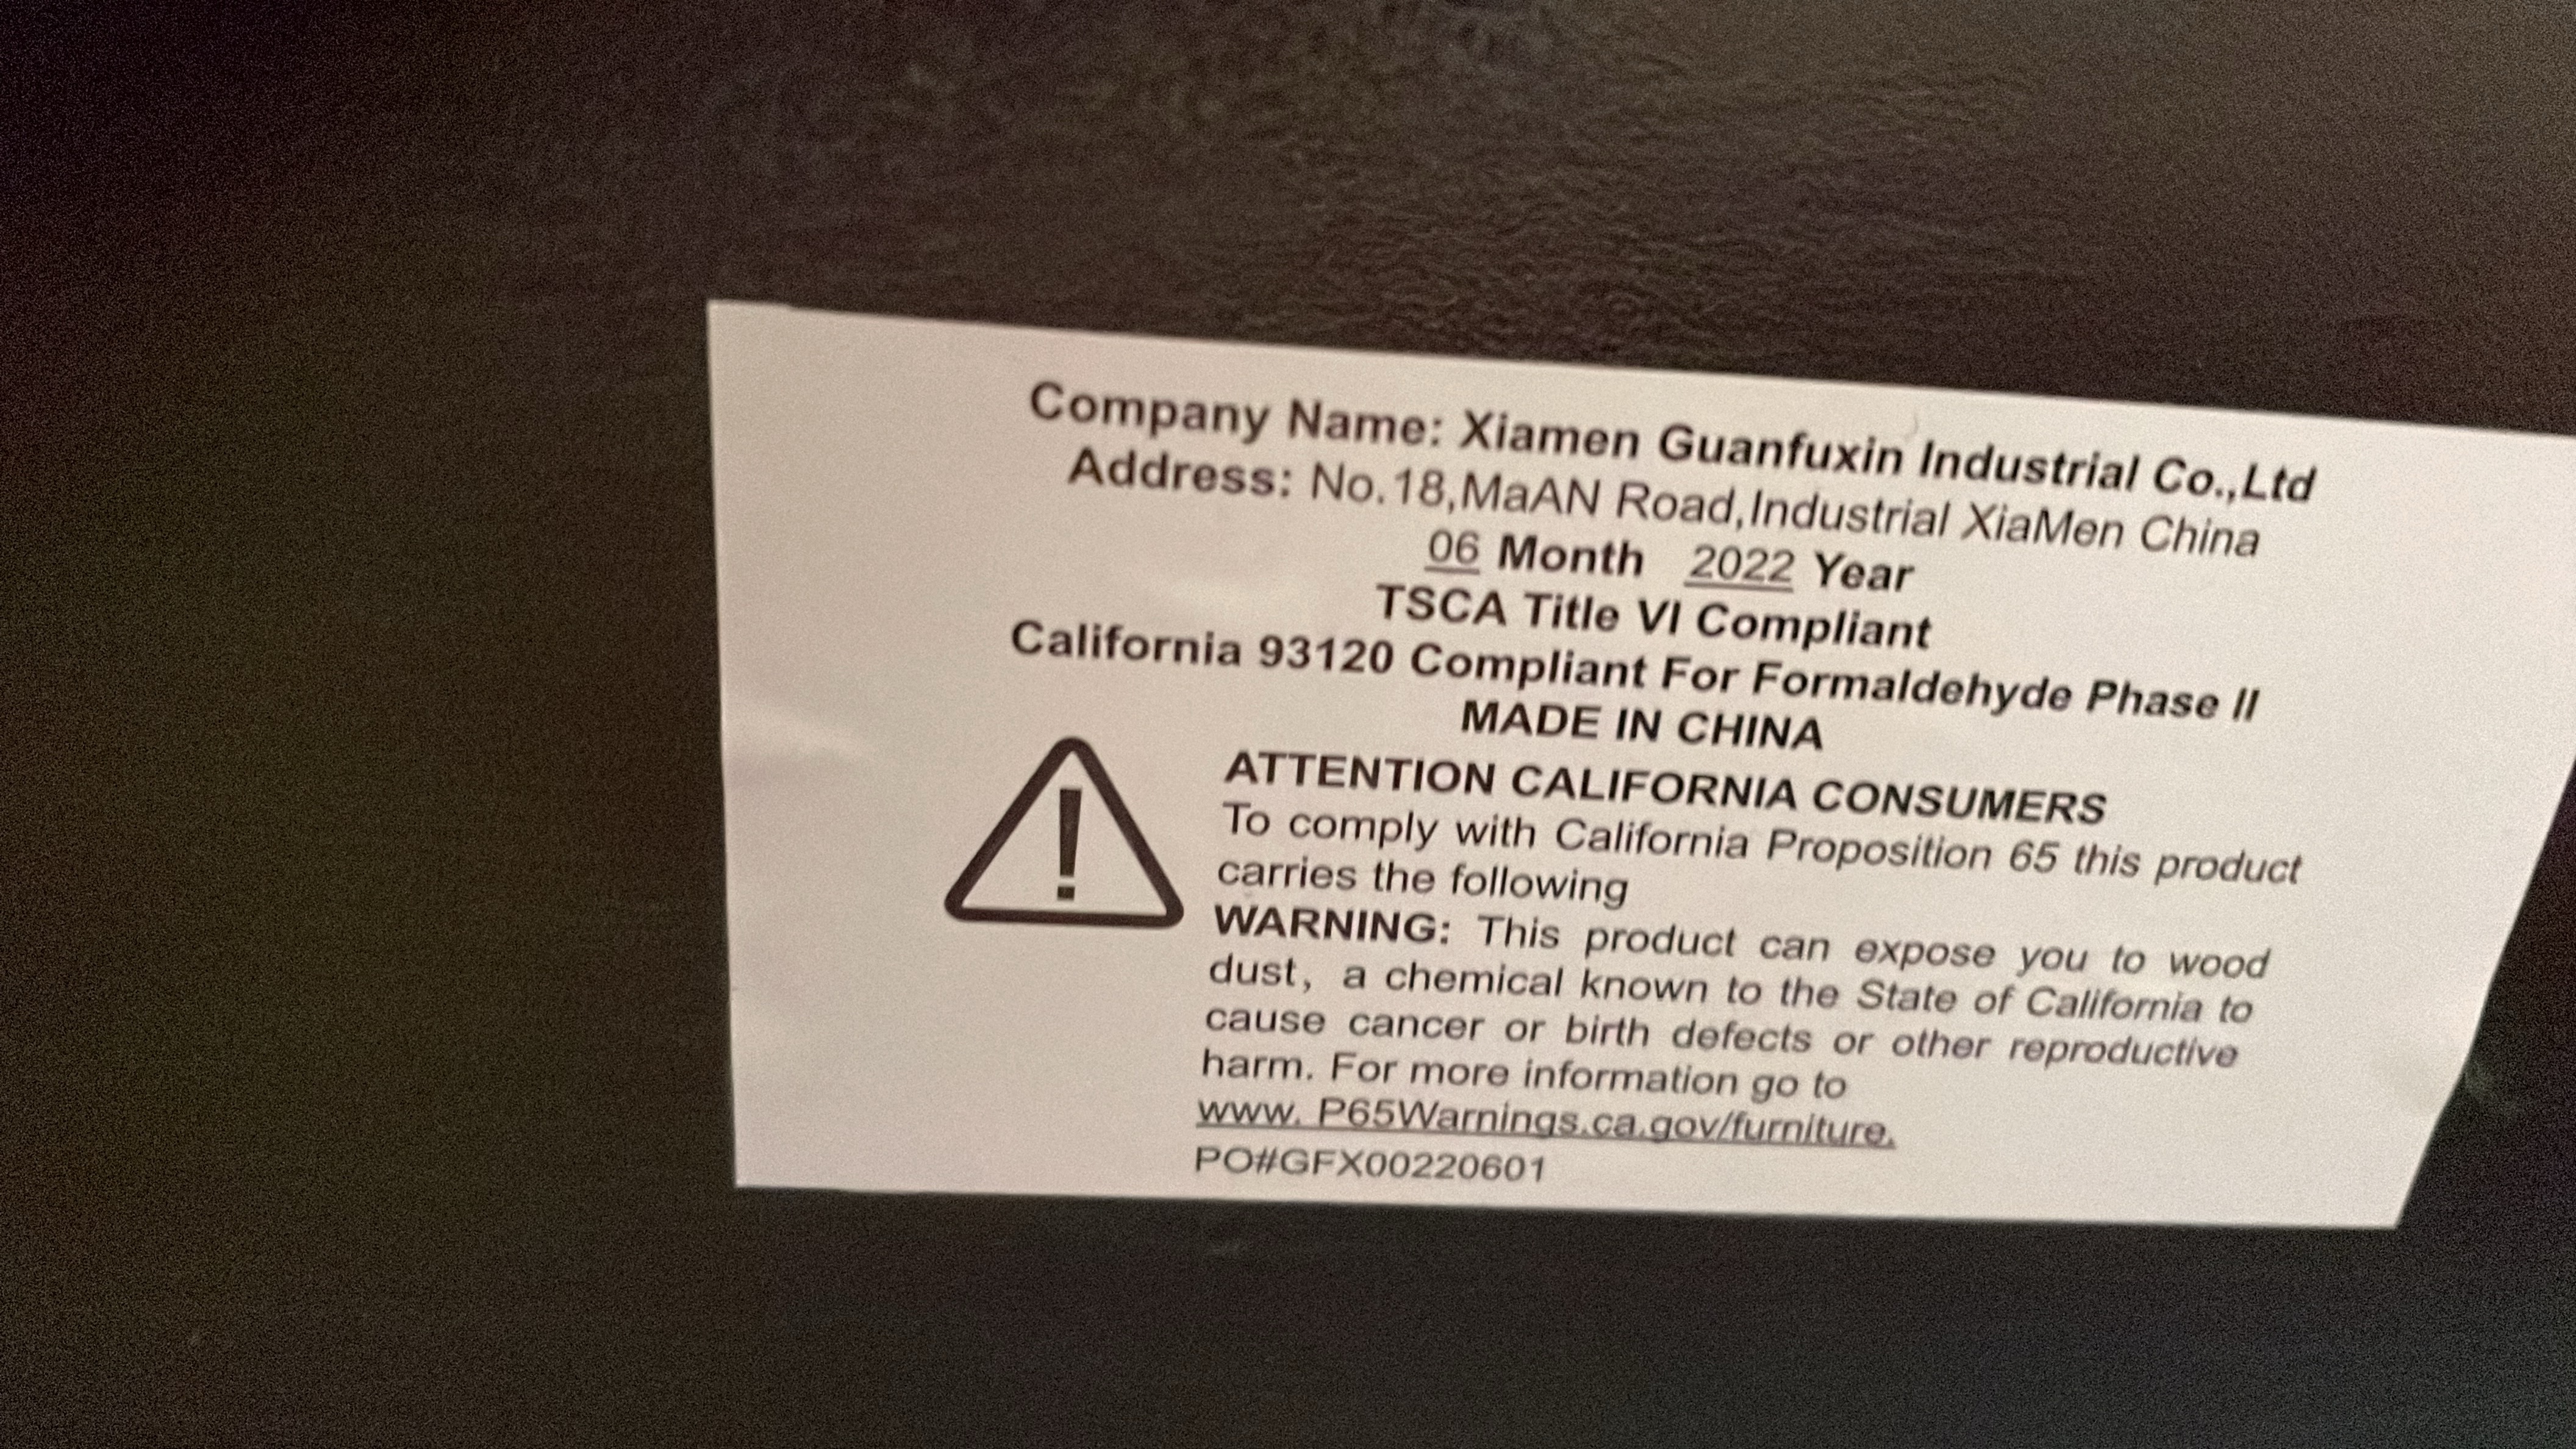 Company Name: Xiamen Guanfuxin Industrial Co.,Ltd
Address: No.18,MaAN Road,Industrial XiaMen China
06 Month 2022 Year
TSCA Title VI Compliant
California 93120 Compliant For Formaldehyde Phase II
MADE IN CHINA
ATTENTION CALIFORNIA CONSUMERS
To comply with California Proposition 65 this product
carries the following
WARNING: This product can expose you to wood
dust, a chemical known to the State of California to
cause cancer or birth defects or other reproductive
harm. For more information go to
www. P65Warnings.ca.gov/furniture.
PO#GFX00220601